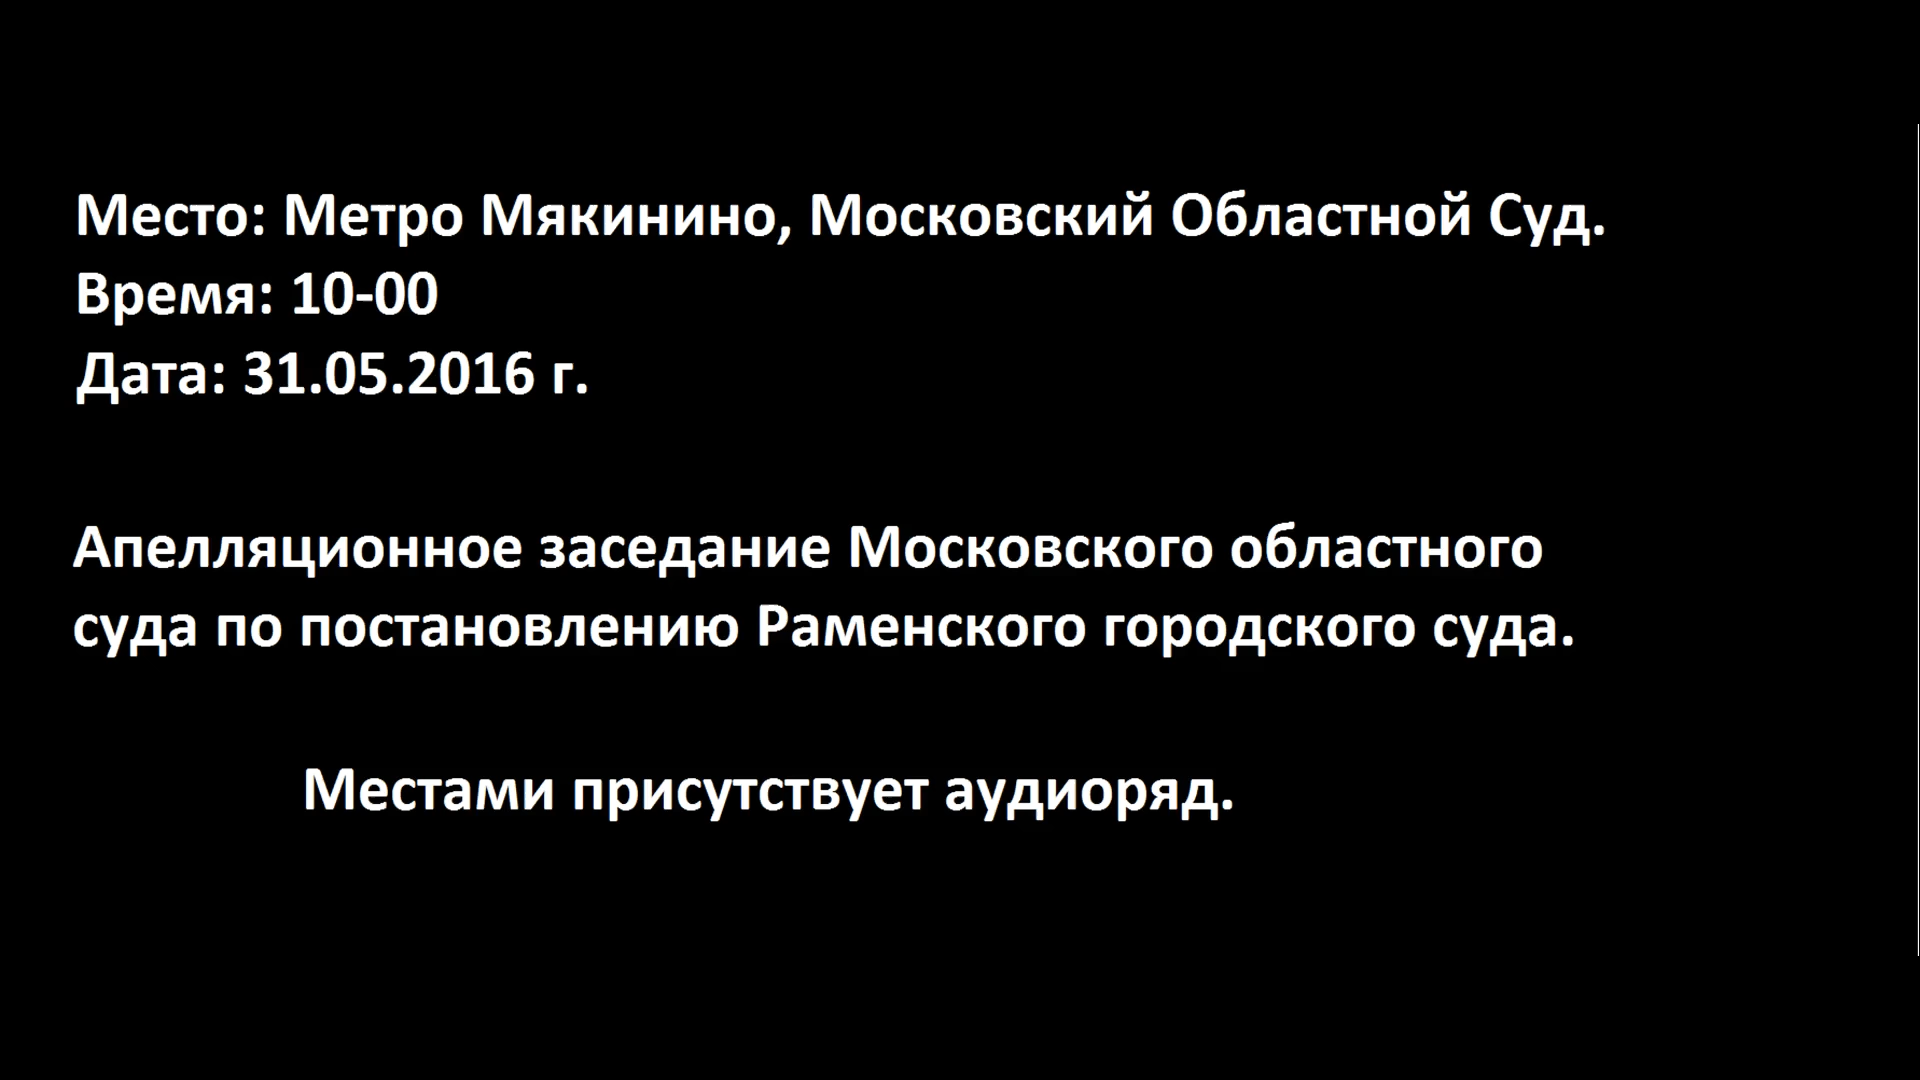 Место: Метро Мякинино, Московский Областной Суд.
Время: 10-00
Дата: 31.05.2016 г.
Апелляционное заседание Московского областного
суда по постановлению Раменского городского суда.
Местами присутствует аудиоряд.